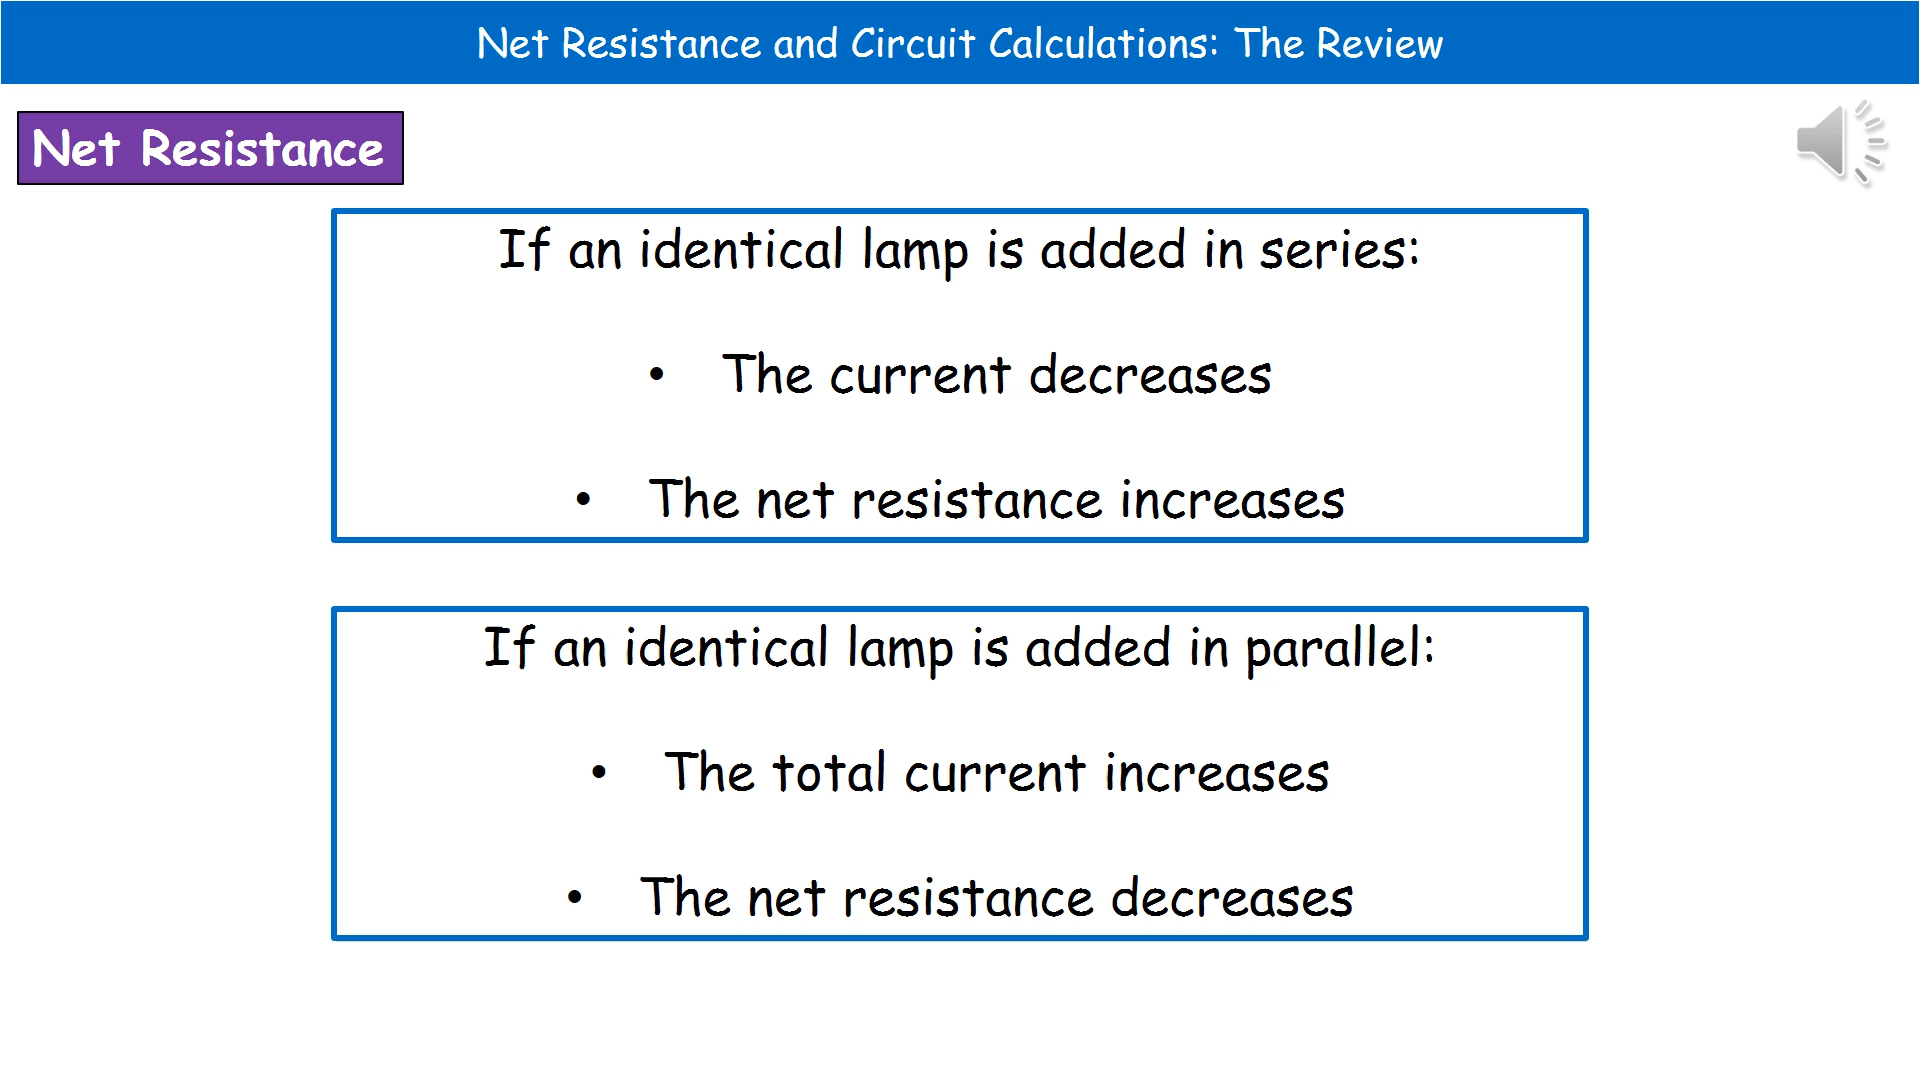 Net Resistance and Circuit Calculations: The Review
Net Resistance
If an identical lamp is added in series:
• The current decreases
• The net resistance increases
If an identical lamp is added in parallel:
• The total current increases
• The net resistance decreases